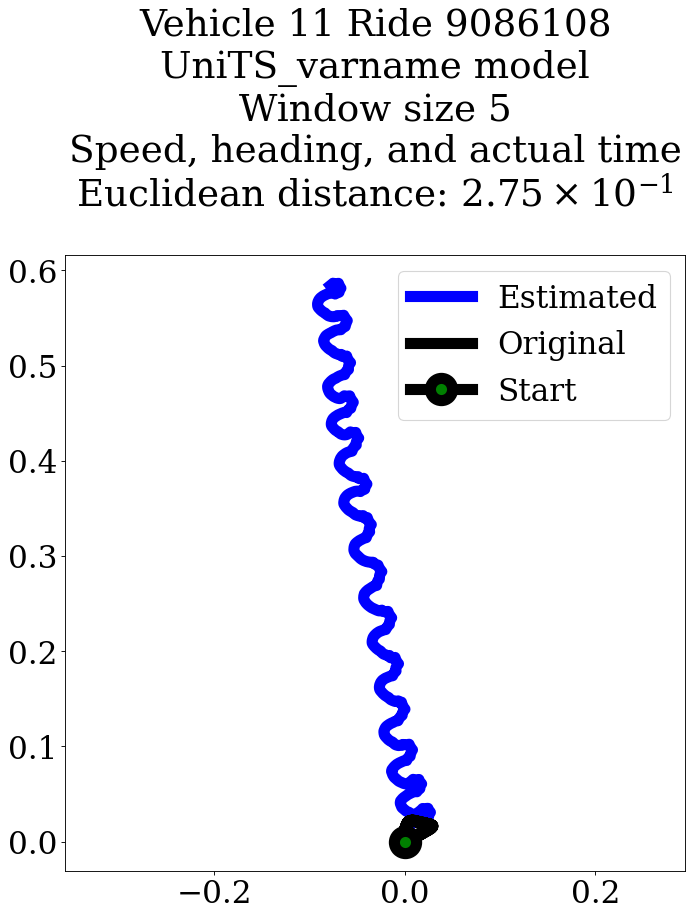 Vehicle 11 Ride 9086108
UniTS_varname model
Window size 5
Speed, heading, and actual time
Euclidean distance: 2.75 × 10⁻¹
0.6
0.5
0.4
0.3
0.2
0.1
0.0
−0.2
0.0
0.2
Estimated
Original
Start